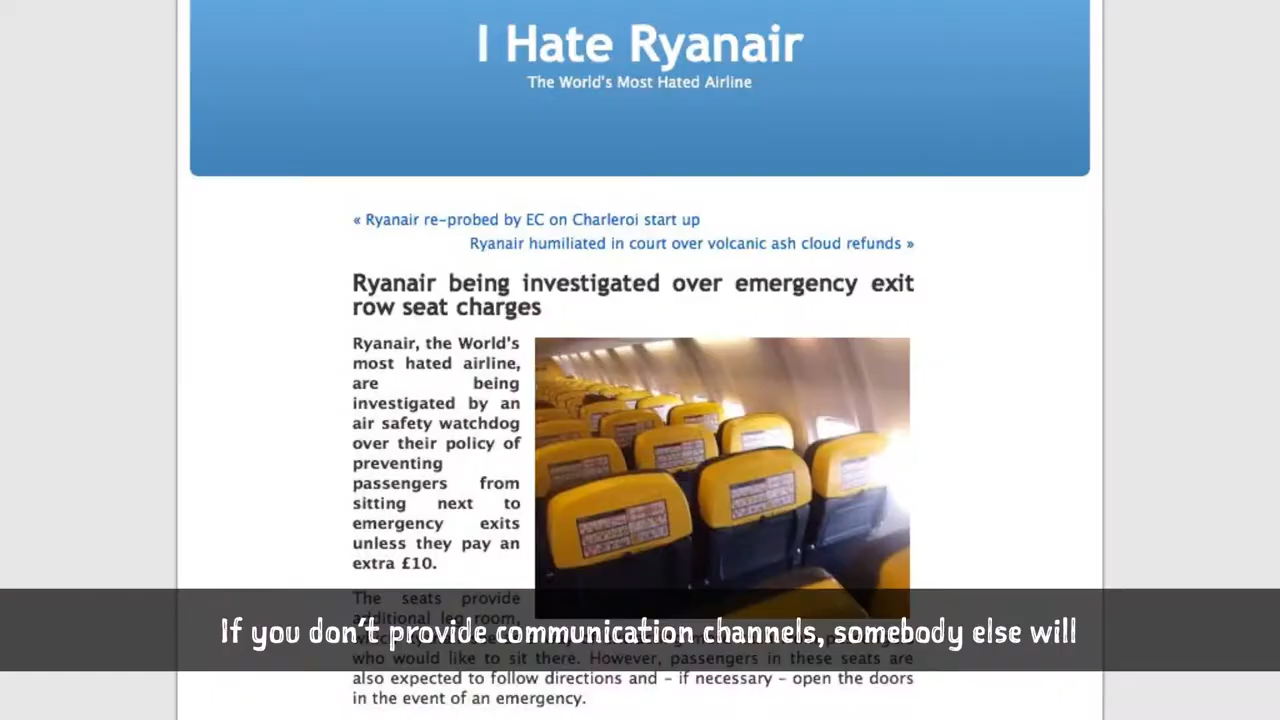 I Hate Ryanair
The World's Most Hated Airline
« Ryanair re-probed by EC on Charleroi start up
Ryanair humiliated in court over volcanic ash cloud refunds »
Ryanair being investigated over emergency exit
row seat charges
Ryanair, the World's
most hated airline,
are being
investigated by an
air safety watchdog
over their policy of
preventing
passengers from
sitting next to
emergency exits
unless they pay an
extra £10.
The seats provide
additional leg room,
If you don't provide communication channels, somebody else will
who would like to sit there. However, passengers in these seats are
also expected to follow directions and – if necessary – open the doors
in the event of an emergency.